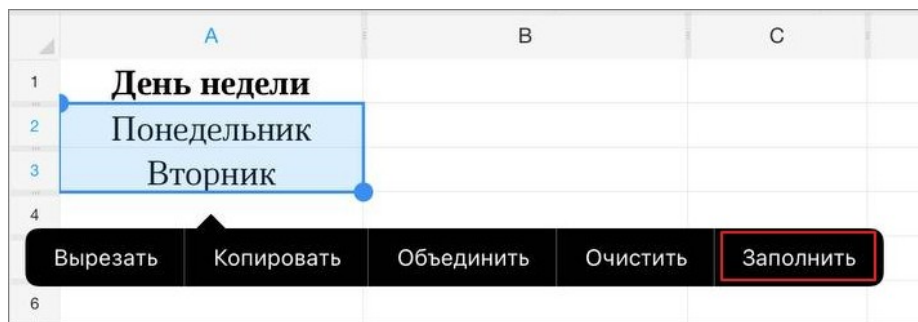 A B C
1 День недели
2 Понедельник
3 Вторник
4
Вырезать Копировать Объединить Очистить Заполнить
6